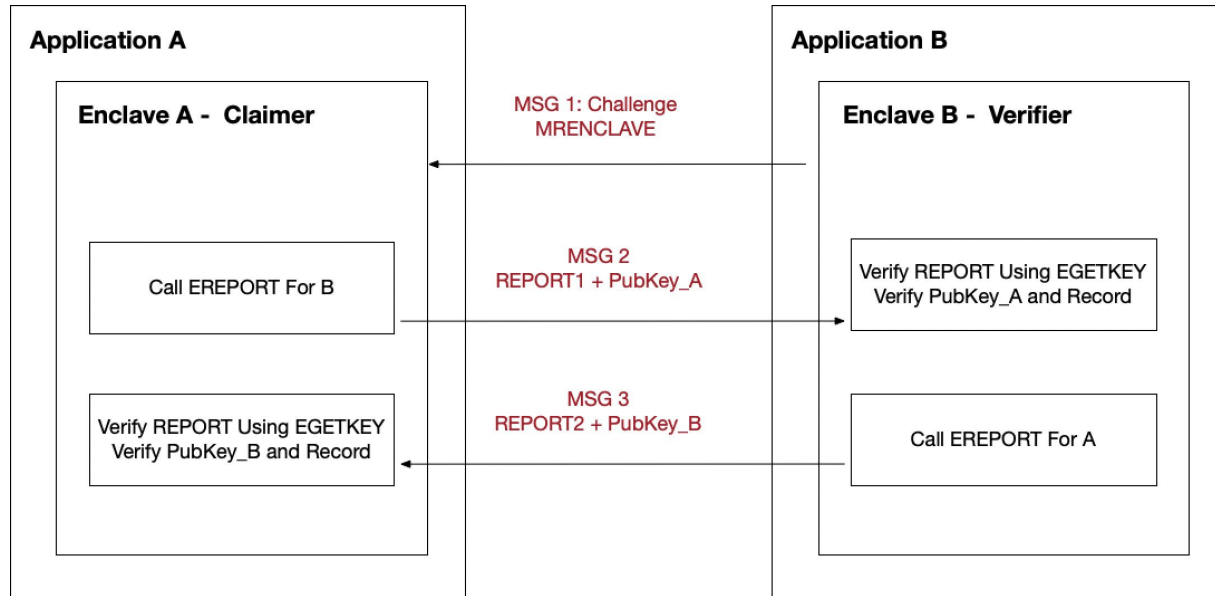 Application A
Application B
Enclave A -  Claimer
MSG 1: Challenge
MRENCLAVE
Enclave B -  Verifier
Call EREPORT For B
MSG 2
REPORT1 + PubKey_A
Verify REPORT Using EGETKEY
Verify PubKey_A and Record
Verify REPORT Using EGETKEY
Verify PubKey_B and Record
MSG 3
REPORT2 + PubKey_B
Call EREPORT For A